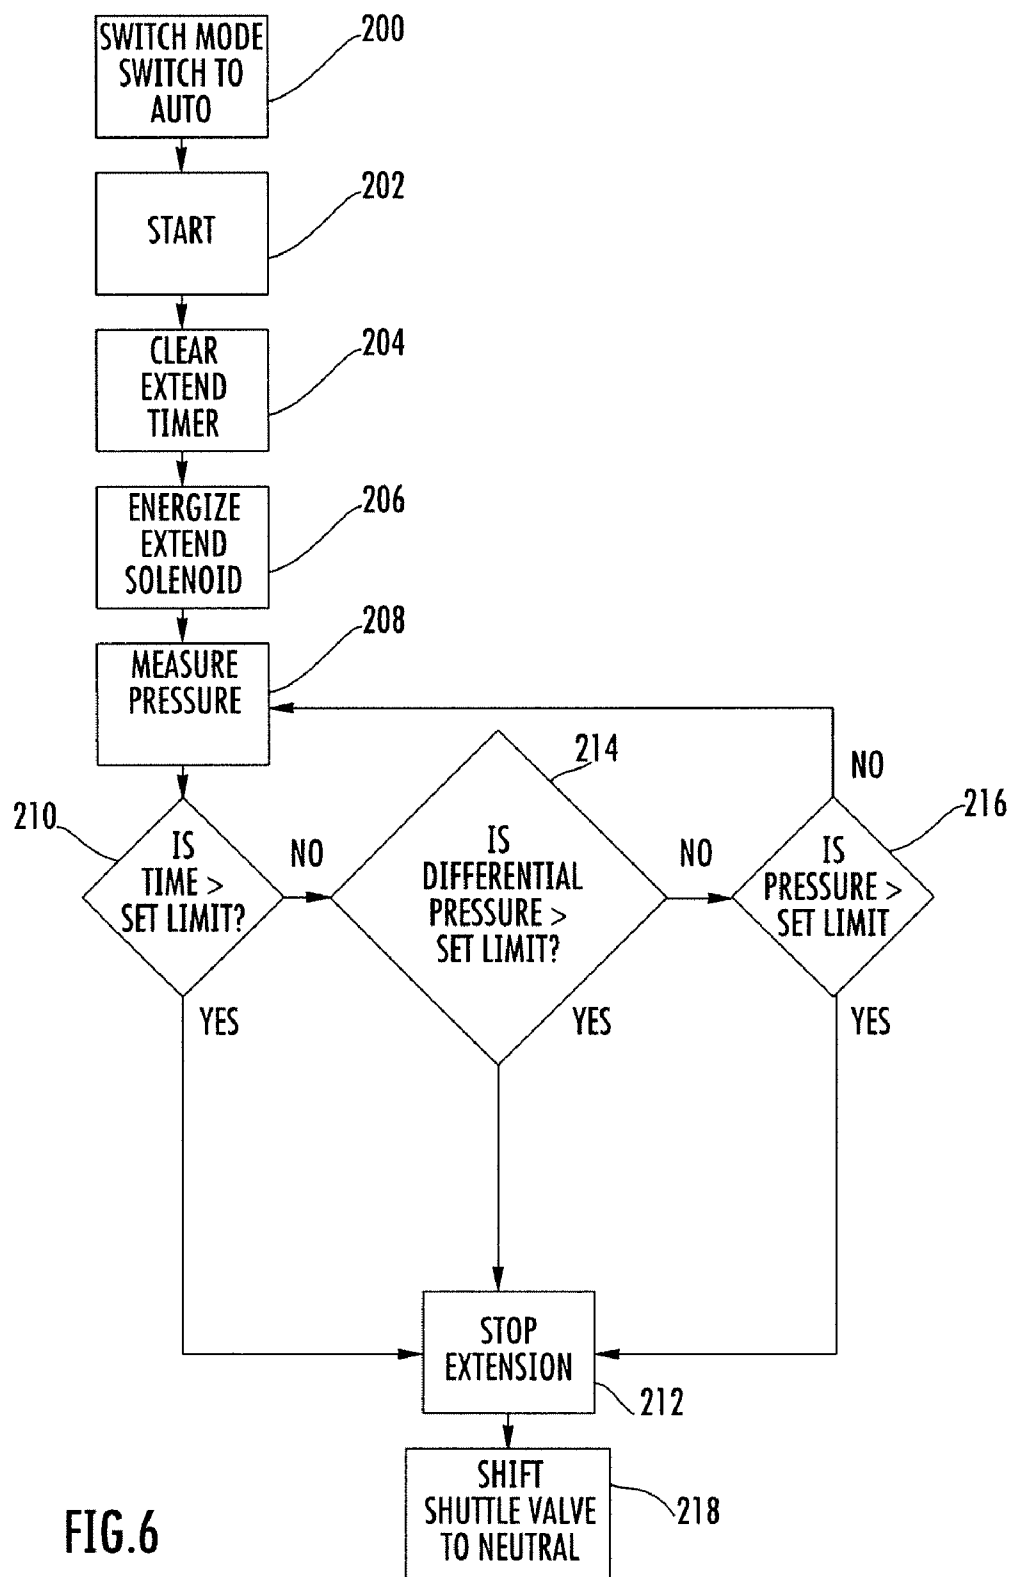 SWITCH MODE
SWITCH TO
AUTO
200
START
202
CLEAR
EXTEND
TIMER
204
ENERGIZE
EXTEND
SOLENOID
206
MEASURE
PRESSURE
208
210
IS
TIME >
SET LIMIT?
NO
YES
214
IS
DIFFERENTIAL
PRESSURE >
SET LIMIT?
NO
YES
216
IS
PRESSURE >
SET LIMIT
NO
YES
STOP
EXTENSION
212
SHIFT
SHUTTLE VALVE
TO NEUTRAL
218
FIG.6